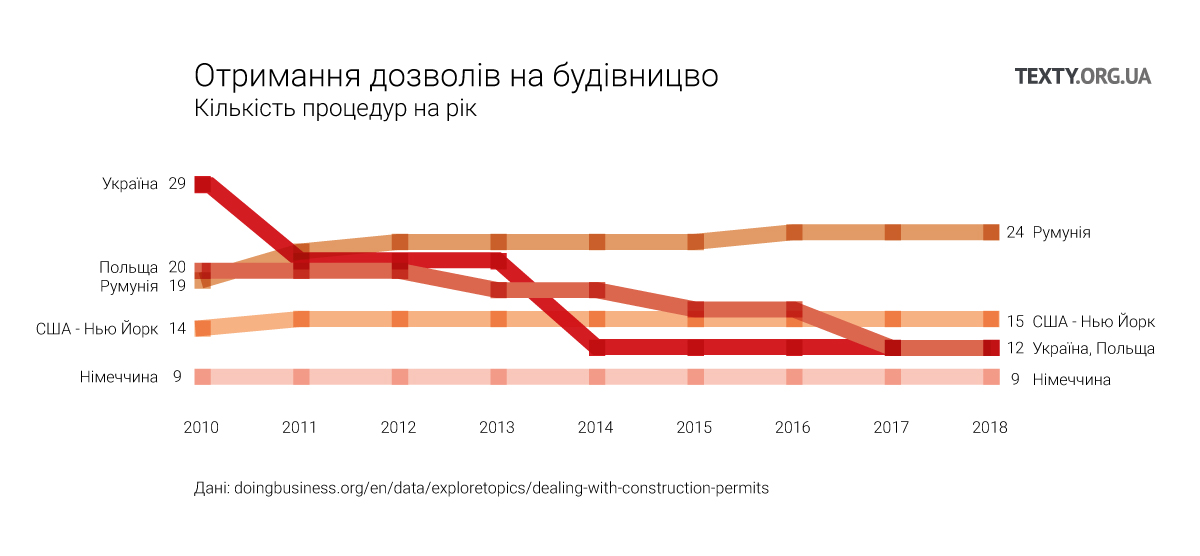 Отримання дозволів на будівницво
TEXTY.ORG.UA
Кількість процедур на рік
Україна 29
24 Румунія
Польща 20
Румунія 19
США - Нью Йорк 14
15 США - Нью Йорк
12 Україна, Польща
Німеччина 9
9 Німеччина
2010 2011 2012 2013 2014 2015 2016 2017 2018
Дані: doingbusiness.org/en/data/exploretopics/dealing-with-construction-permits